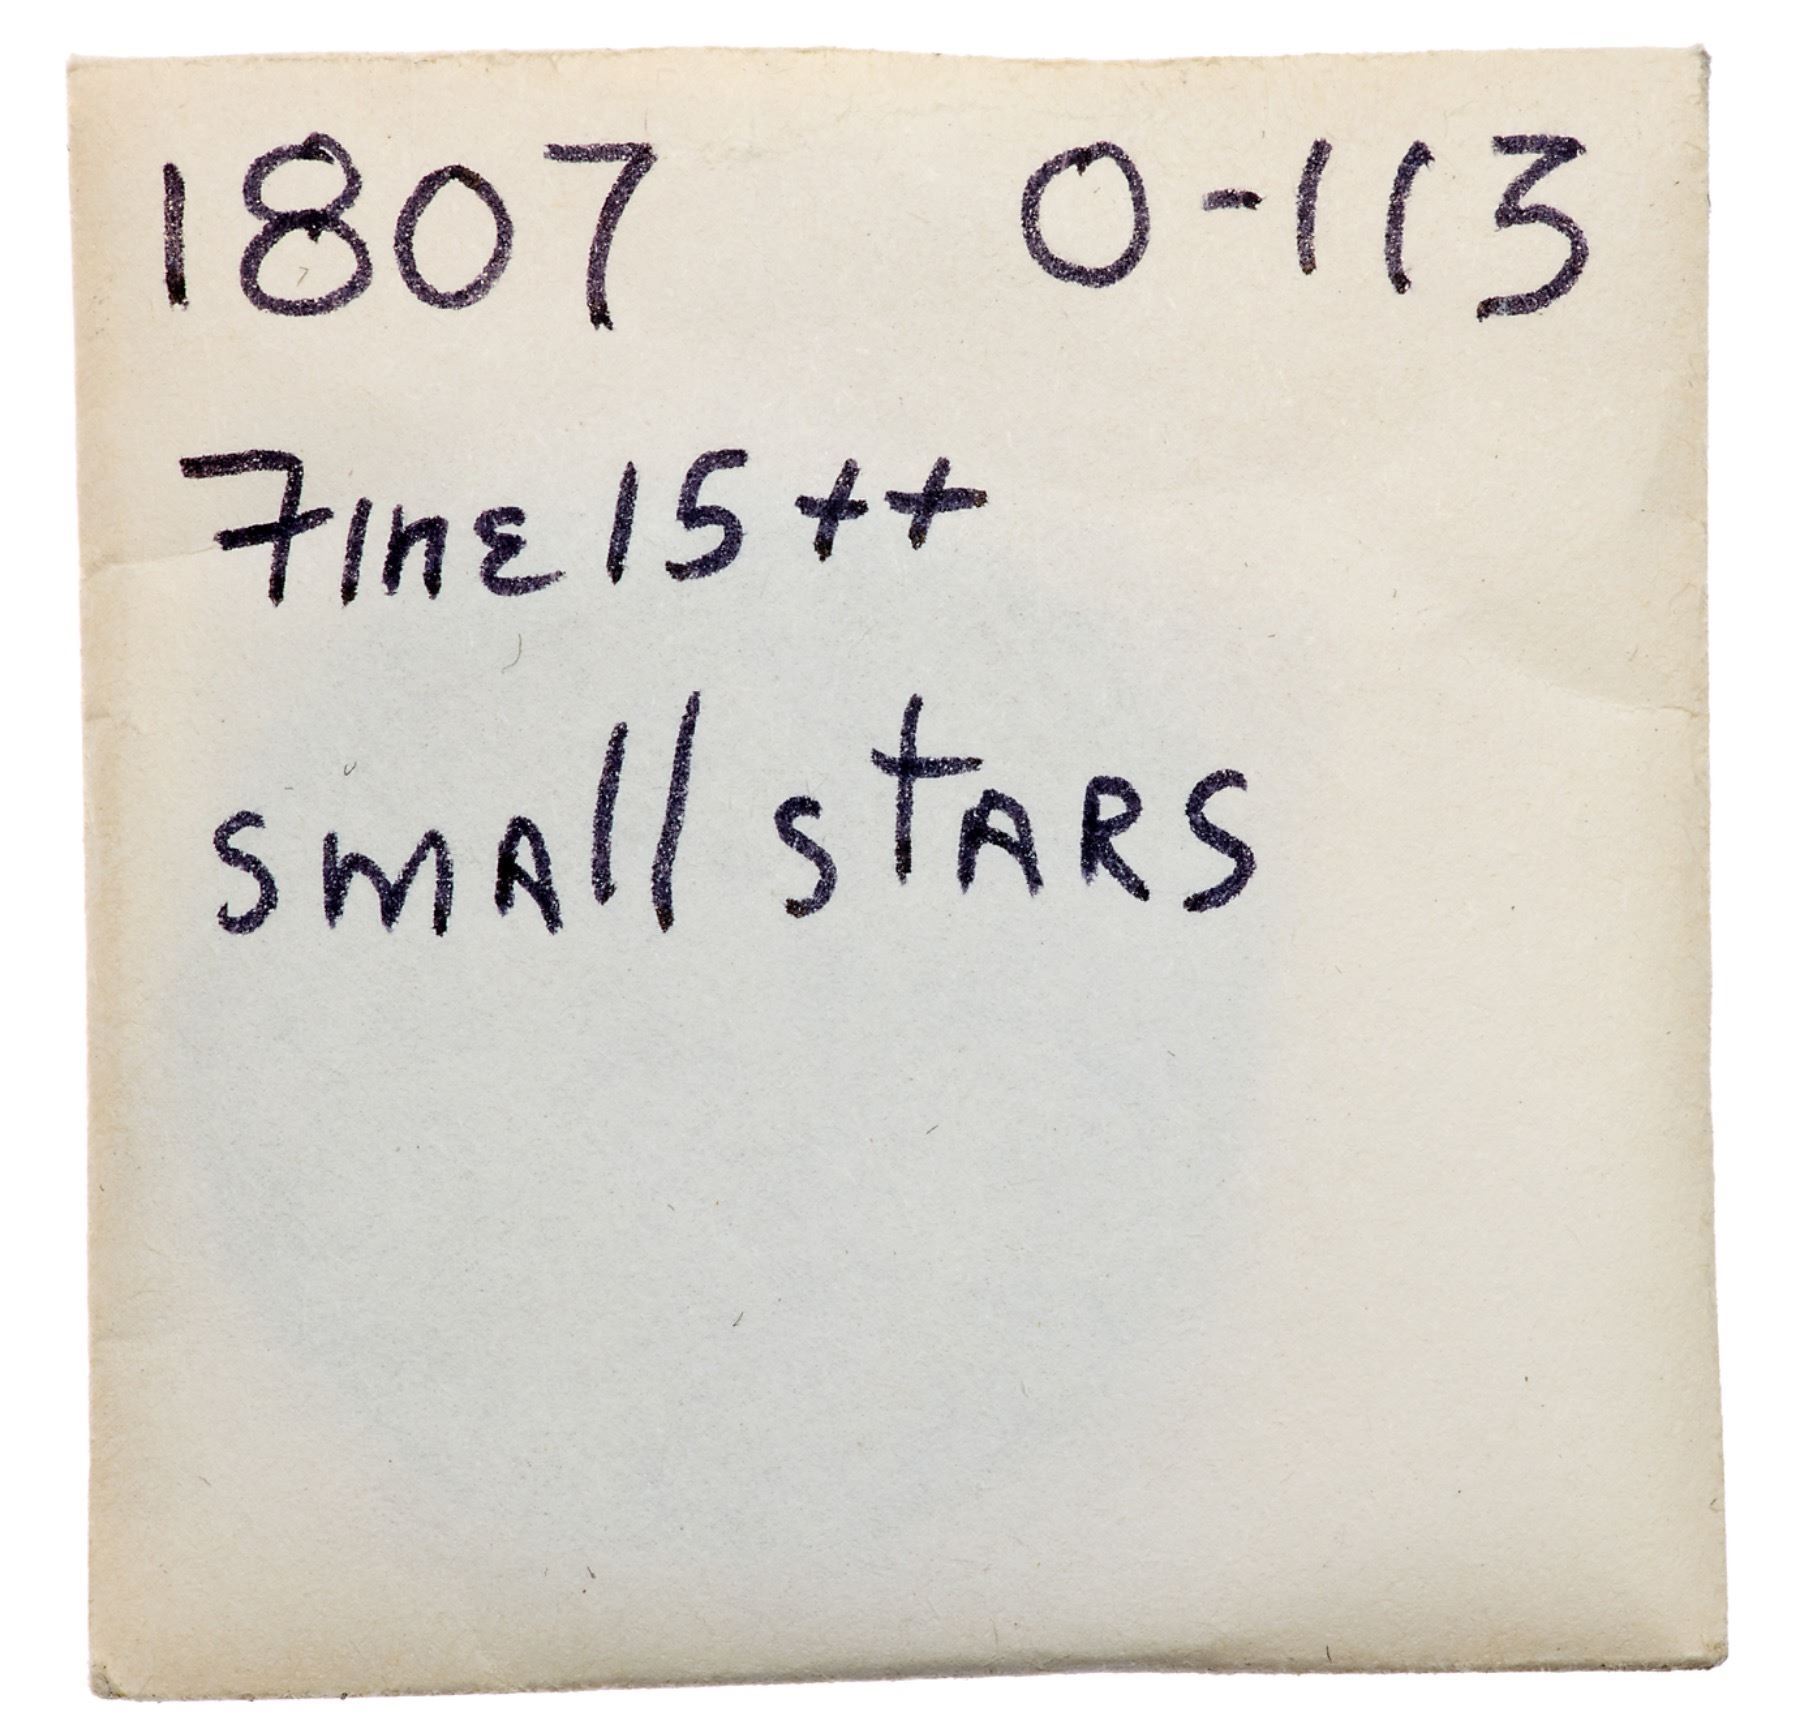 1807 O-113
Fine 15++
small stARS